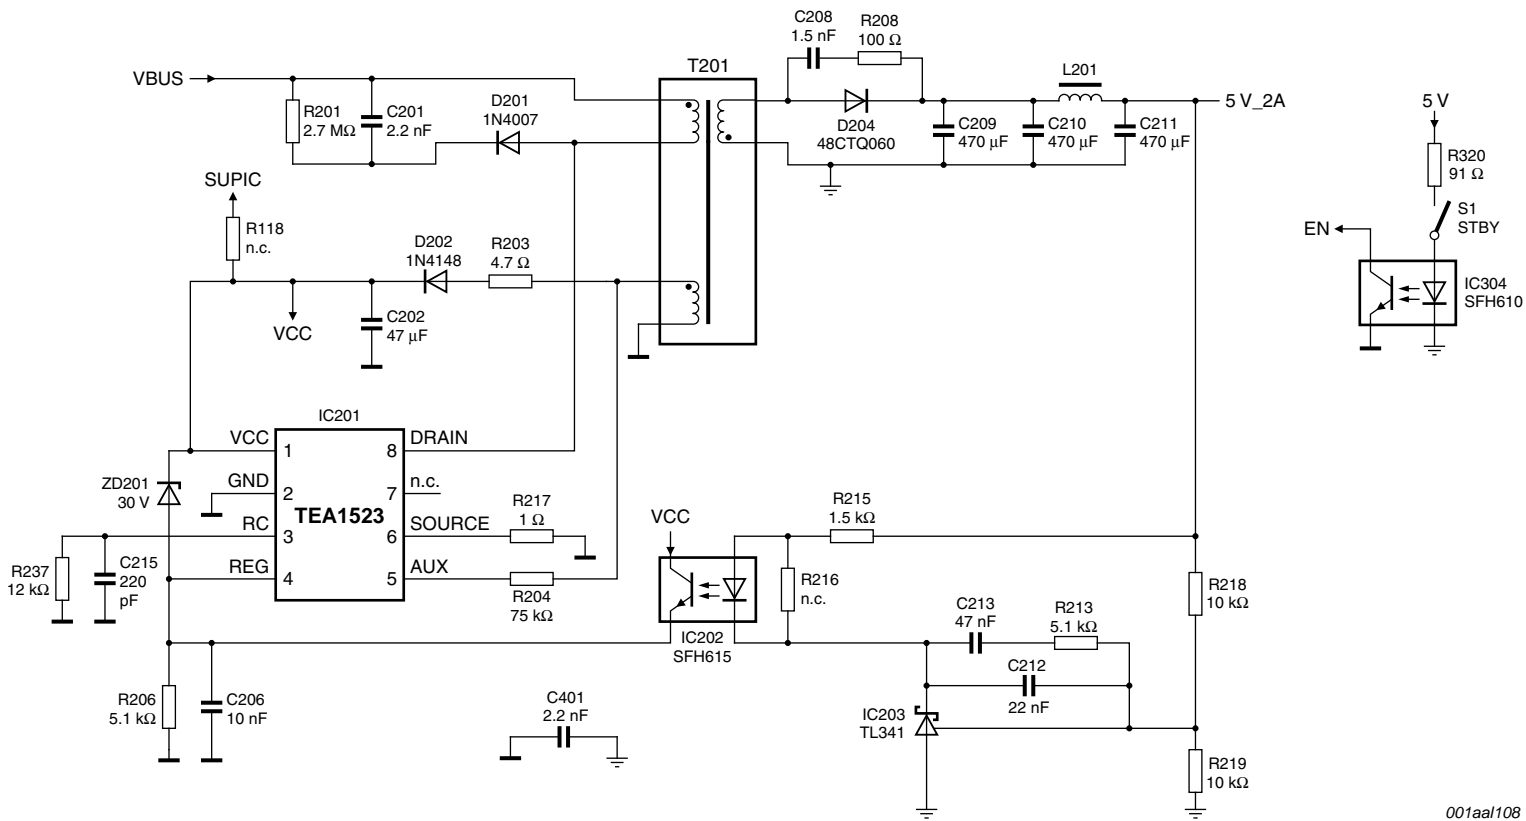 VBUS
R201
2.7 MΩ
C201
2.2 nF
D201
1N4007
T201
C208
1.5 nF
R208
100 Ω
D204
48CTQ060
L201
5 V_2A
C209
470 μF
C210
470 μF
C211
470 μF
5 V
R320
91 Ω
S1
STBY
EN
IC304
SFH610
SUPIC
R118
n.c.
D202
1N4148
R203
4.7 Ω
VCC
C202
47 μF
IC201
VCC
1
8
DRAIN
ZD201
30 V
GND
2
7
n.c.
TEA1523
RC
3
6
SOURCE
R217
1 Ω
REG
4
5
AUX
R204
75 kΩ
R237
12 kΩ
C215
220
pF
VCC
R215
1.5 kΩ
R216
n.c.
IC202
SFH615
C213
47 nF
R213
5.1 kΩ
R218
10 kΩ
C212
22 nF
R206
5.1 kΩ
C206
10 nF
C401
2.2 nF
IC203
TL341
R219
10 kΩ
001aal108